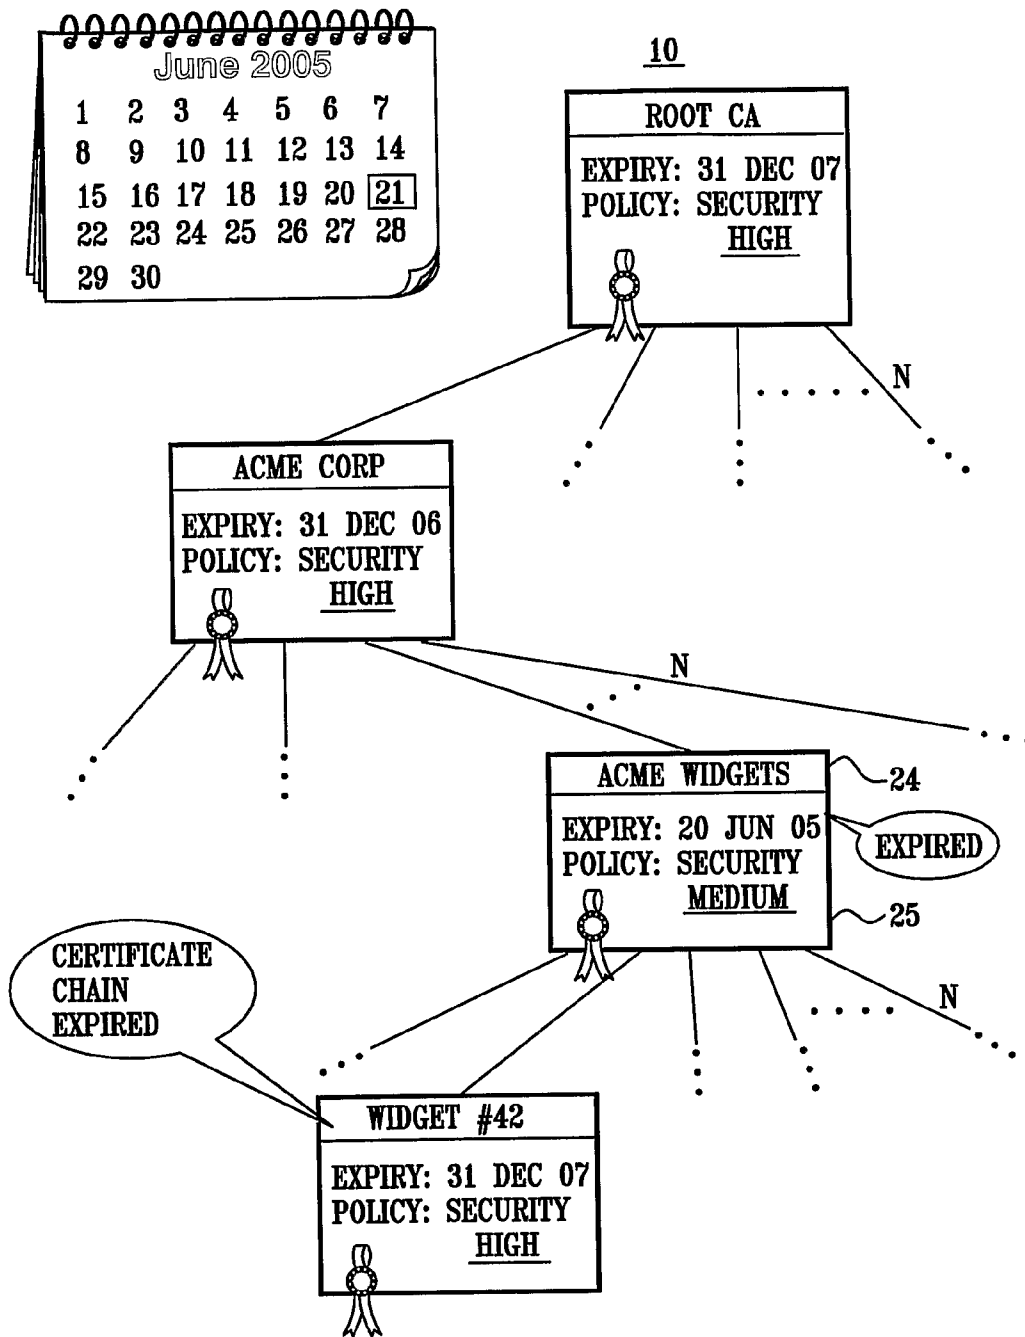 June 2005
1 2 3 4 5 6 7
8 9 10 11 12 13 14
15 16 17 18 19 20 21
22 23 24 25 26 27 28
29 30
10
ROOT CA
EXPIRY: 31 DEC 07
POLICY: SECURITY
HIGH
N
ACME CORP
EXPIRY: 31 DEC 06
POLICY: SECURITY
HIGH
N
ACME WIDGETS
24
EXPIRY: 20 JUN 05
POLICY: SECURITY
MEDIUM
EXPIRED
25
N
CERTIFICATE
CHAIN
EXPIRED
WIDGET #42
EXPIRY: 31 DEC 07
POLICY: SECURITY
HIGH